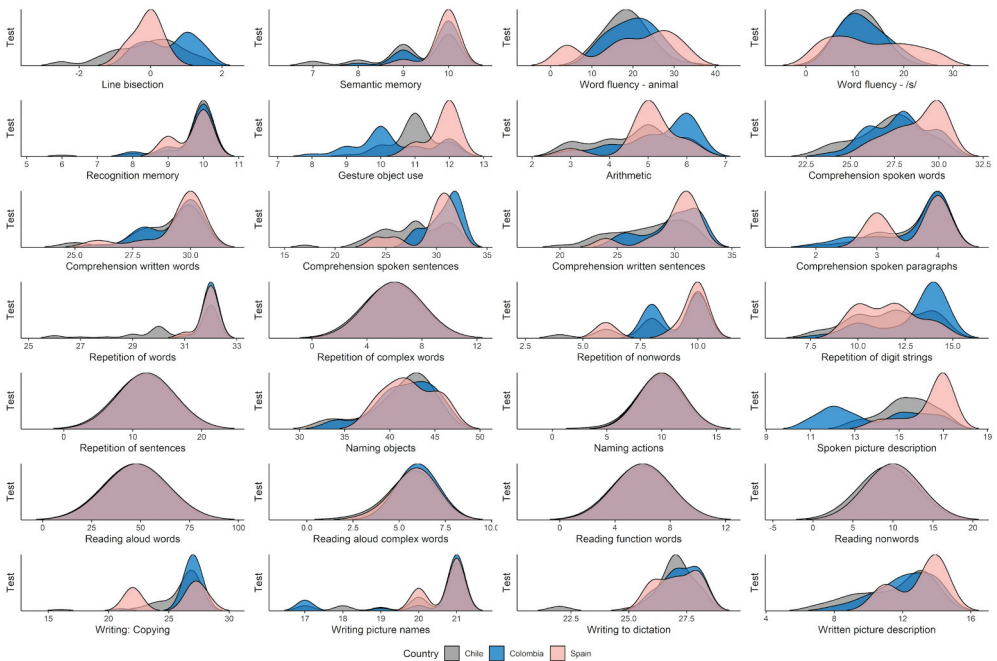 Test Test Test Test
-2 0 2 7 8 9 10 0 10 20 30 40 0 10 20 30
Line bisection Semantic memory Word fluency - animal Word fluency - /s/
Test Test Test Test
5 6 7 8 9 10 11 7 8 9 10 11 12 13 2 3 4 5 6 7 22.5 25.0 27.5 30.0 32.5
Recognition memory Gesture object use Arithmetic Comprehension spoken words
Test Test Test Test
25.0 27.5 30.0 15 20 25 30 35 20 25 30 35 2 3 4
Comprehension written words Comprehension spoken sentences Comprehension written sentences Comprehension spoken paragraphs
Test Test Test Test
25 27 29 31 33 0 4 8 12 2.5 5.0 7.5 10.0 7.5 10.0 12.5 15.0
Repetition of words Repetition of complex words Repetition of nonwords Repetition of digit strings
Test Test Test Test
0 10 20 30 35 40 45 50 0 5 10 15 9 11 13 15 17 19
Repetition of sentences Naming objects Naming actions Spoken picture description
Test Test Test Test
0 25 50 75 100 0.0 2.5 5.0 7.5 10.0 0 4 8 12 -5 0 5 10 15 20
Reading aloud words Reading aloud complex words Reading function words Reading nonwords
Test Test Test Test
15 20 25 30 17 18 19 20 21 22.5 25.0 27.5 4 8 12 16
Writing: Copying Writing picture names Writing to dictation Written picture description
Country Chile Colombia Spain